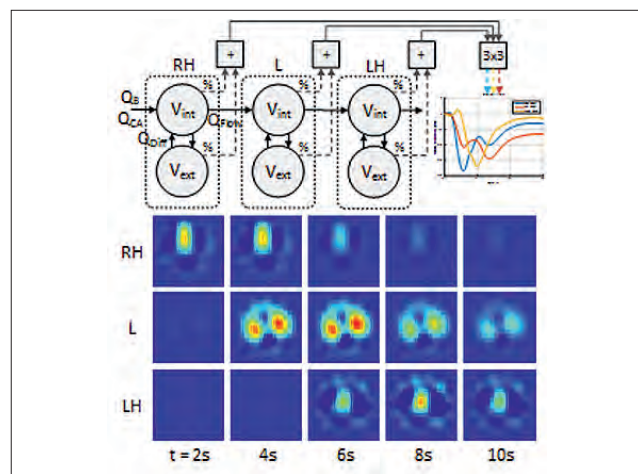 RH L LH
+ + + 3x3
% % %
Q_B
Q_CA
V_int Q_Flow V_int V_int
Q_Diff
% % %
V_ext V_ext V_ext
RH
L
LH
t = 2s 4s 6s 8s 10s